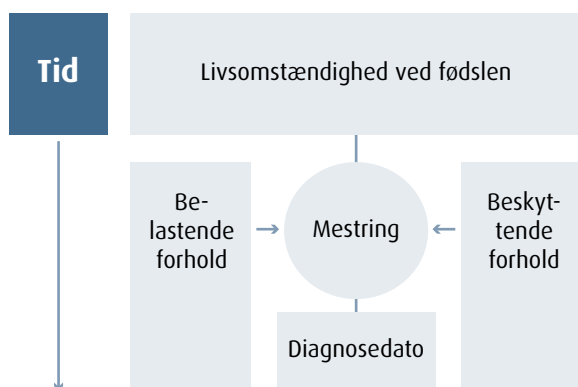 Tid
Livsomstændighed ved fødslen
Be-
lastende
forhold
Mestring
Beskyt-
tende
forhold
Diagnosedato